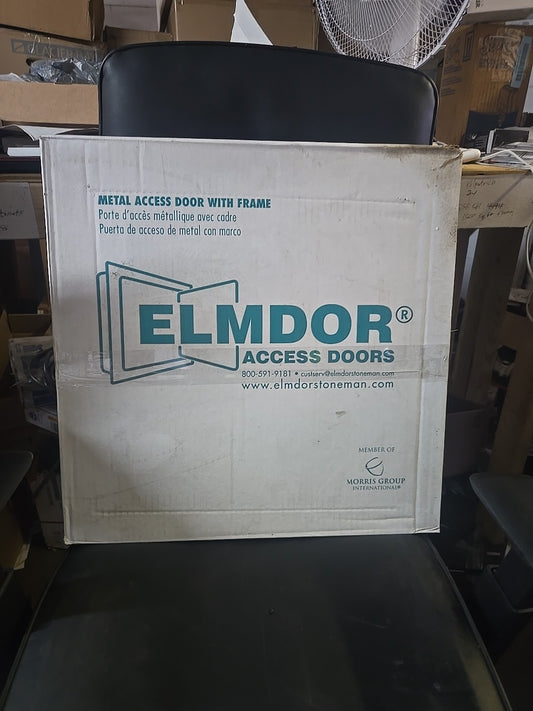 METAL ACCESS DOOR WITH FRAME
Porte d'accès métallique avec cadre
Puerta de acceso de metal con marco
ELMDOR®
ACCESS DOORS
800-591-9181 • custserv@elmdorstoneman.com
www.elmdorstoneman.com
MEMBER OF
MORRIS GROUP
INTERNATIONAL®